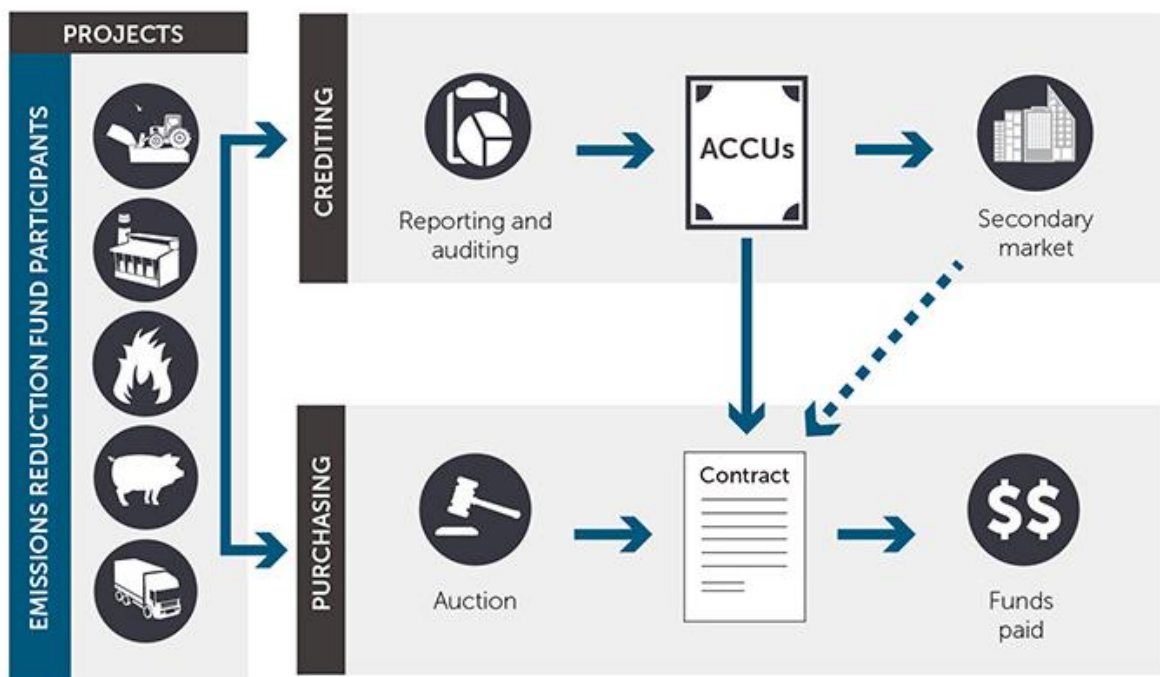 PROJECTS
EMISSIONS REDUCTION FUND PARTICIPANTS
CREDITING
Reporting and
auditing
ACCUs
Secondary
market
PURCHASING
Auction
Contract
$$
Funds
paid